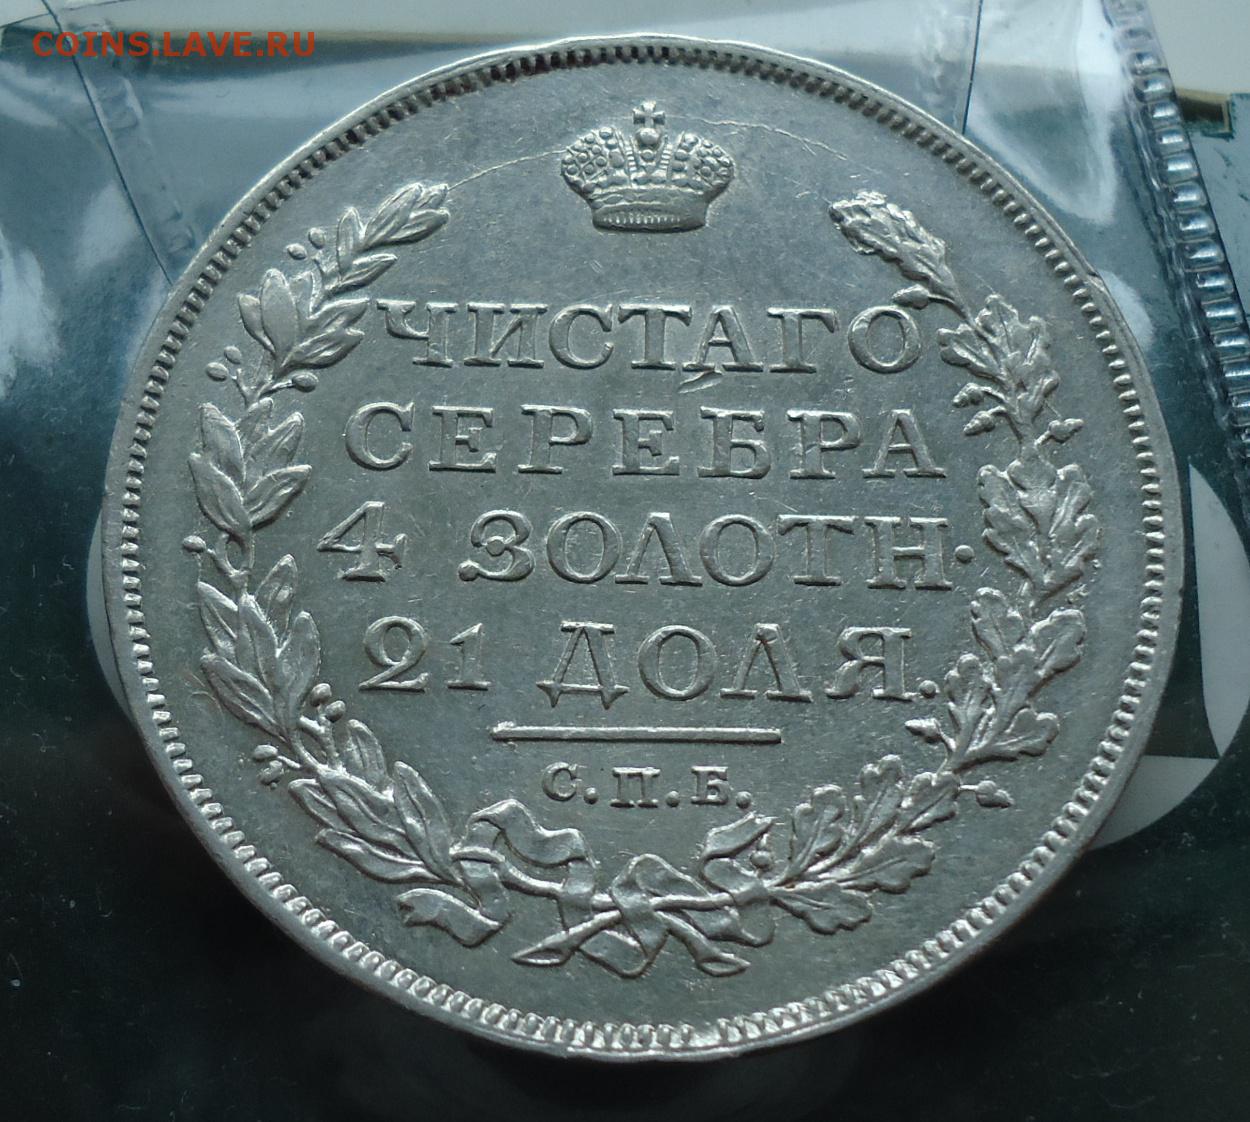 COINS.LAVE.RU
ЧИСТАГО
СЕРЕБРА
4 ЗОЛОТН.
21 ДОЛЯ.
С.П.Б.